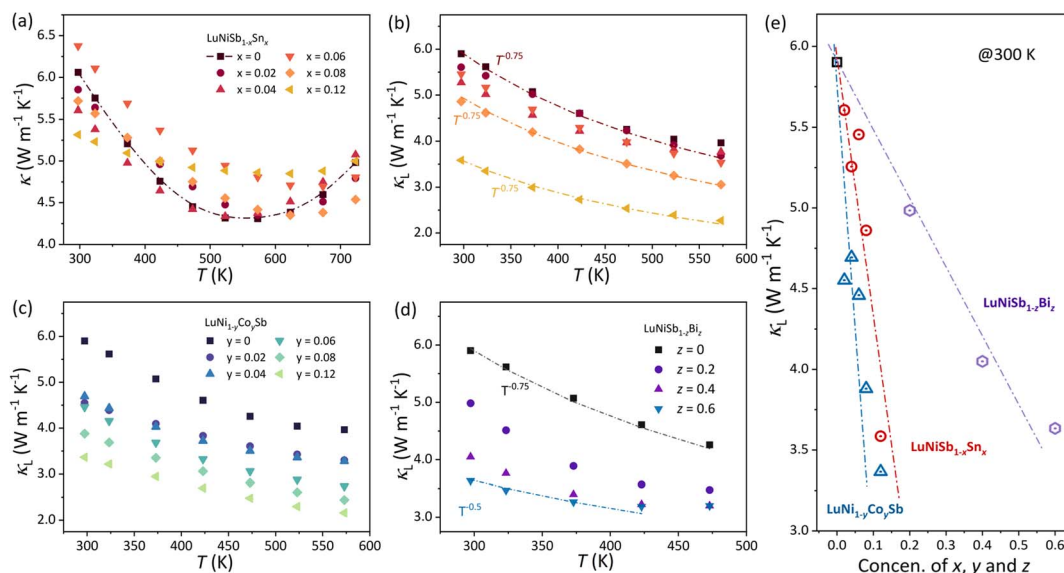 (a)
LuNiSb1-xSnx
x = 0
x = 0.02
x = 0.04
x = 0.06
x = 0.08
x = 0.12
κ (W m⁻¹ K⁻¹)
6.5
6.0
5.5
5.0
4.5
4.0
300 400 500 600 700
T (K)
(b)
T⁻⁰·⁷⁵
T⁻⁰·⁷⁵
T⁻⁰·⁷⁵
κL (W m⁻¹ K⁻¹)
6.0
5.0
4.0
3.0
2.0
300 350 400 450 500 550 600
T (K)
(c)
LuNi1-yCoySb
y = 0
y = 0.02
y = 0.04
y = 0.06
y = 0.08
y = 0.12
κL (W m⁻¹ K⁻¹)
6.0
5.0
4.0
3.0
2.0
300 350 400 450 500 550 600
T (K)
(d)
LuNiSb1-zBiz
z = 0
z = 0.2
z = 0.4
z = 0.6
T⁻⁰·⁷⁵
T⁻⁰·⁵
κL (W m⁻¹ K⁻¹)
6.0
5.0
4.0
3.0
2.0
300 350 400 450 500
T (K)
(e)
@300 K
LuNiSb1-zBiz
LuNiSb1-xSnx
LuNi1-yCoySb
κL (W m⁻¹ K⁻¹)
6.0
5.5
5.0
4.5
4.0
3.5
3.0
0.0 0.1 0.2 0.3 0.4 0.5 0.6
Concen. of x, y and z